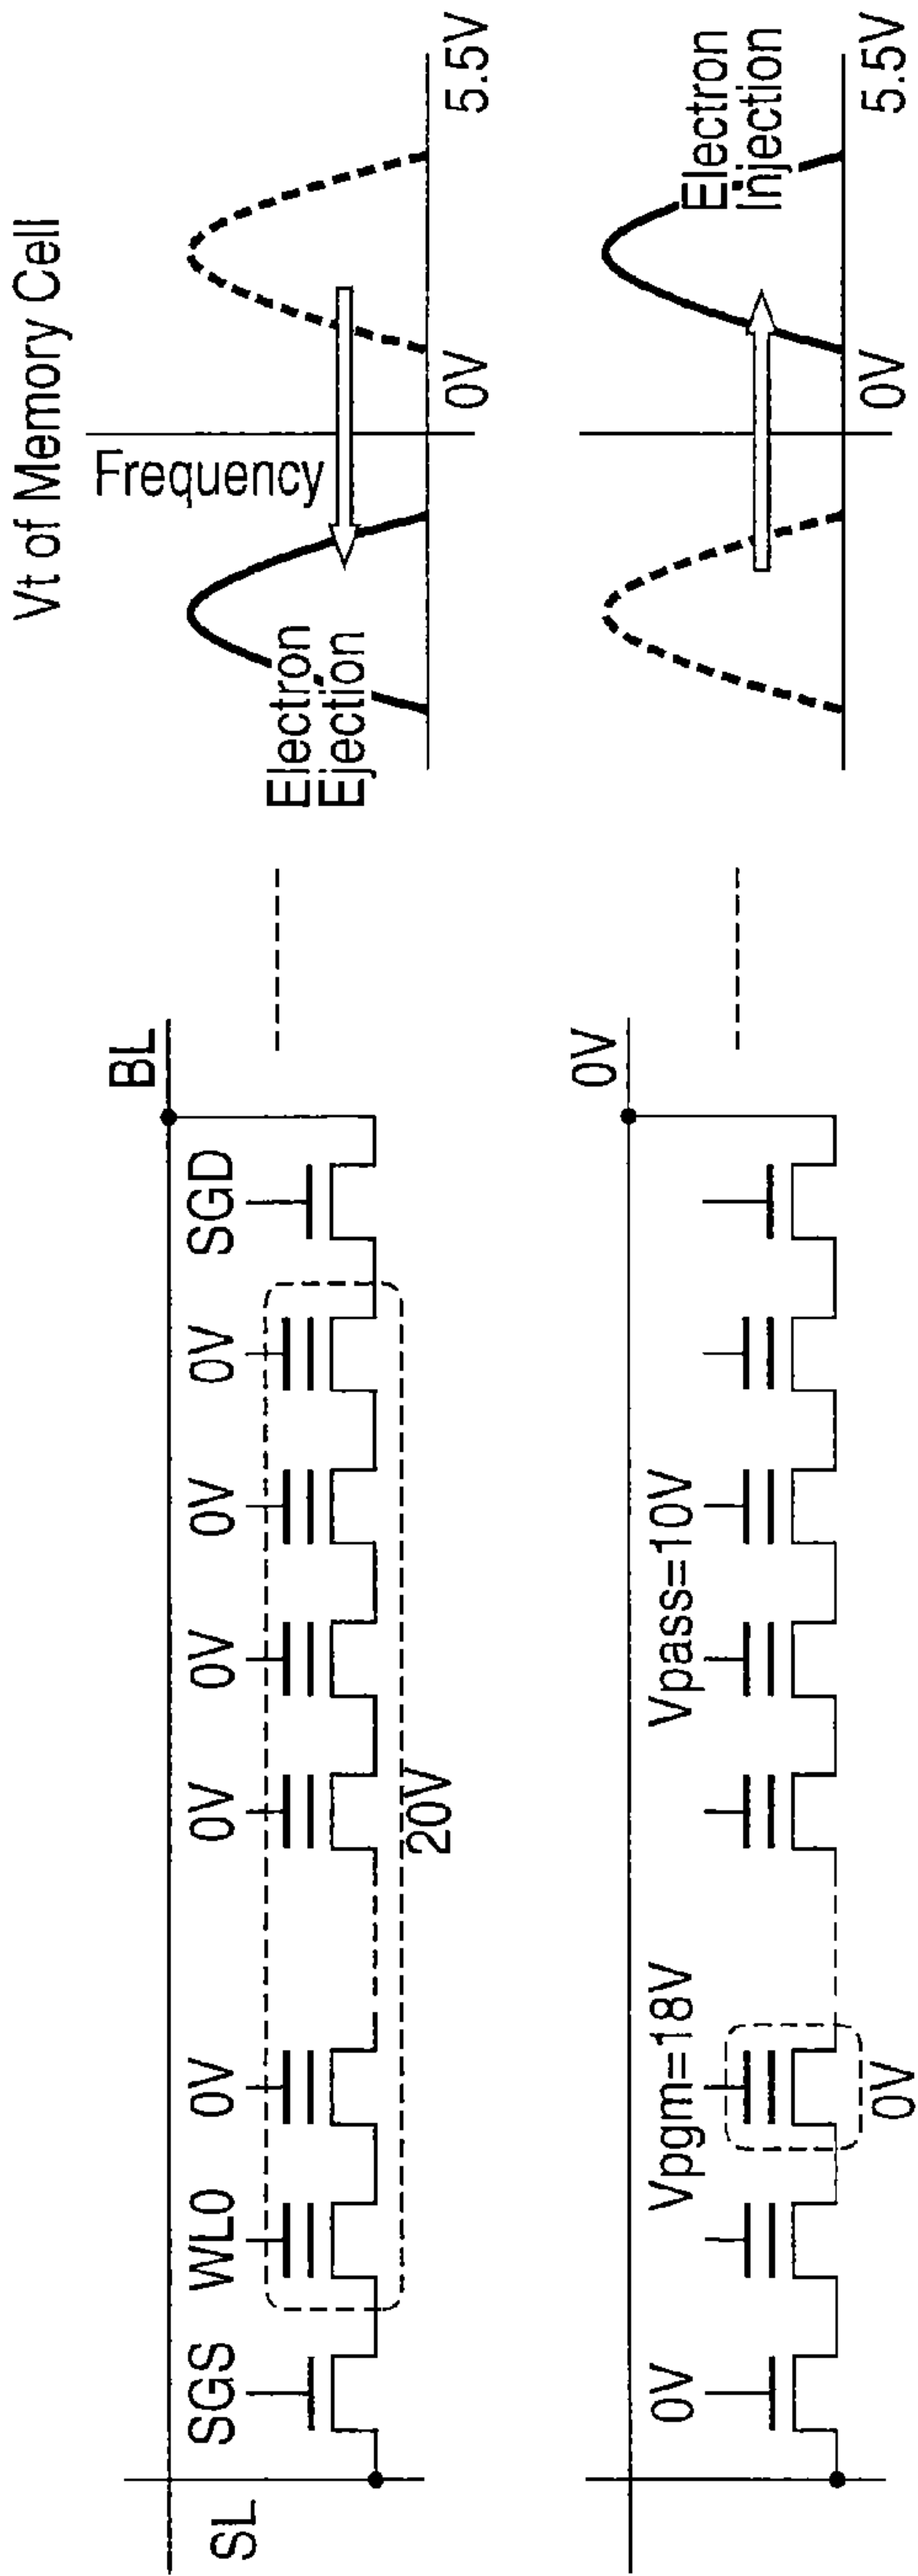 SL
SGS
WL0
0V
0V
0V
0V
0V
SGD
BL
20V
Vt of Memory Cell
Frequency
Electron
Ejection
0V
5.5V
0V
Vpgm=18V
0V
Vpass=10V
0V
Electron
Injection
0V
5.5V